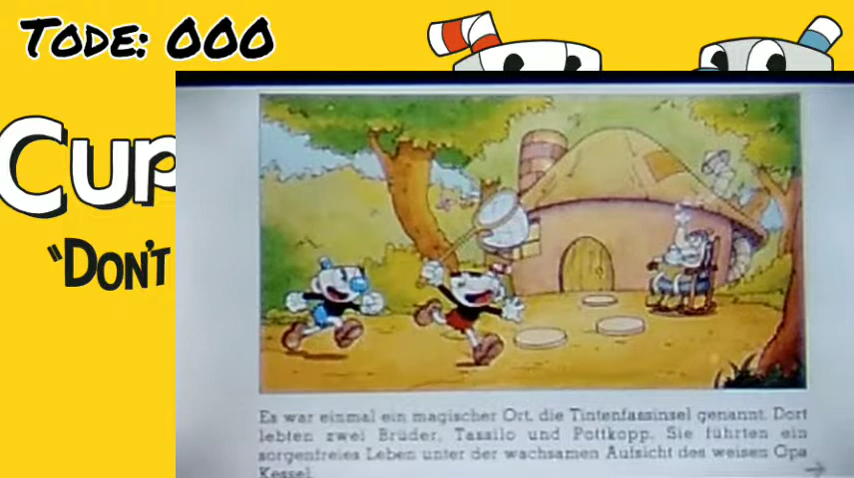 TODE: 000
Cup
"DON'T
Es war einmal ein magischer Ort, die Tintenfassinsel genannt. Dort
lebten zwei Brüder, Tassilo und Pottkopp. Sie führten ein
sorgenfreies Leben unter der wachsamen Aufsicht des weisen Opa
Kessel.